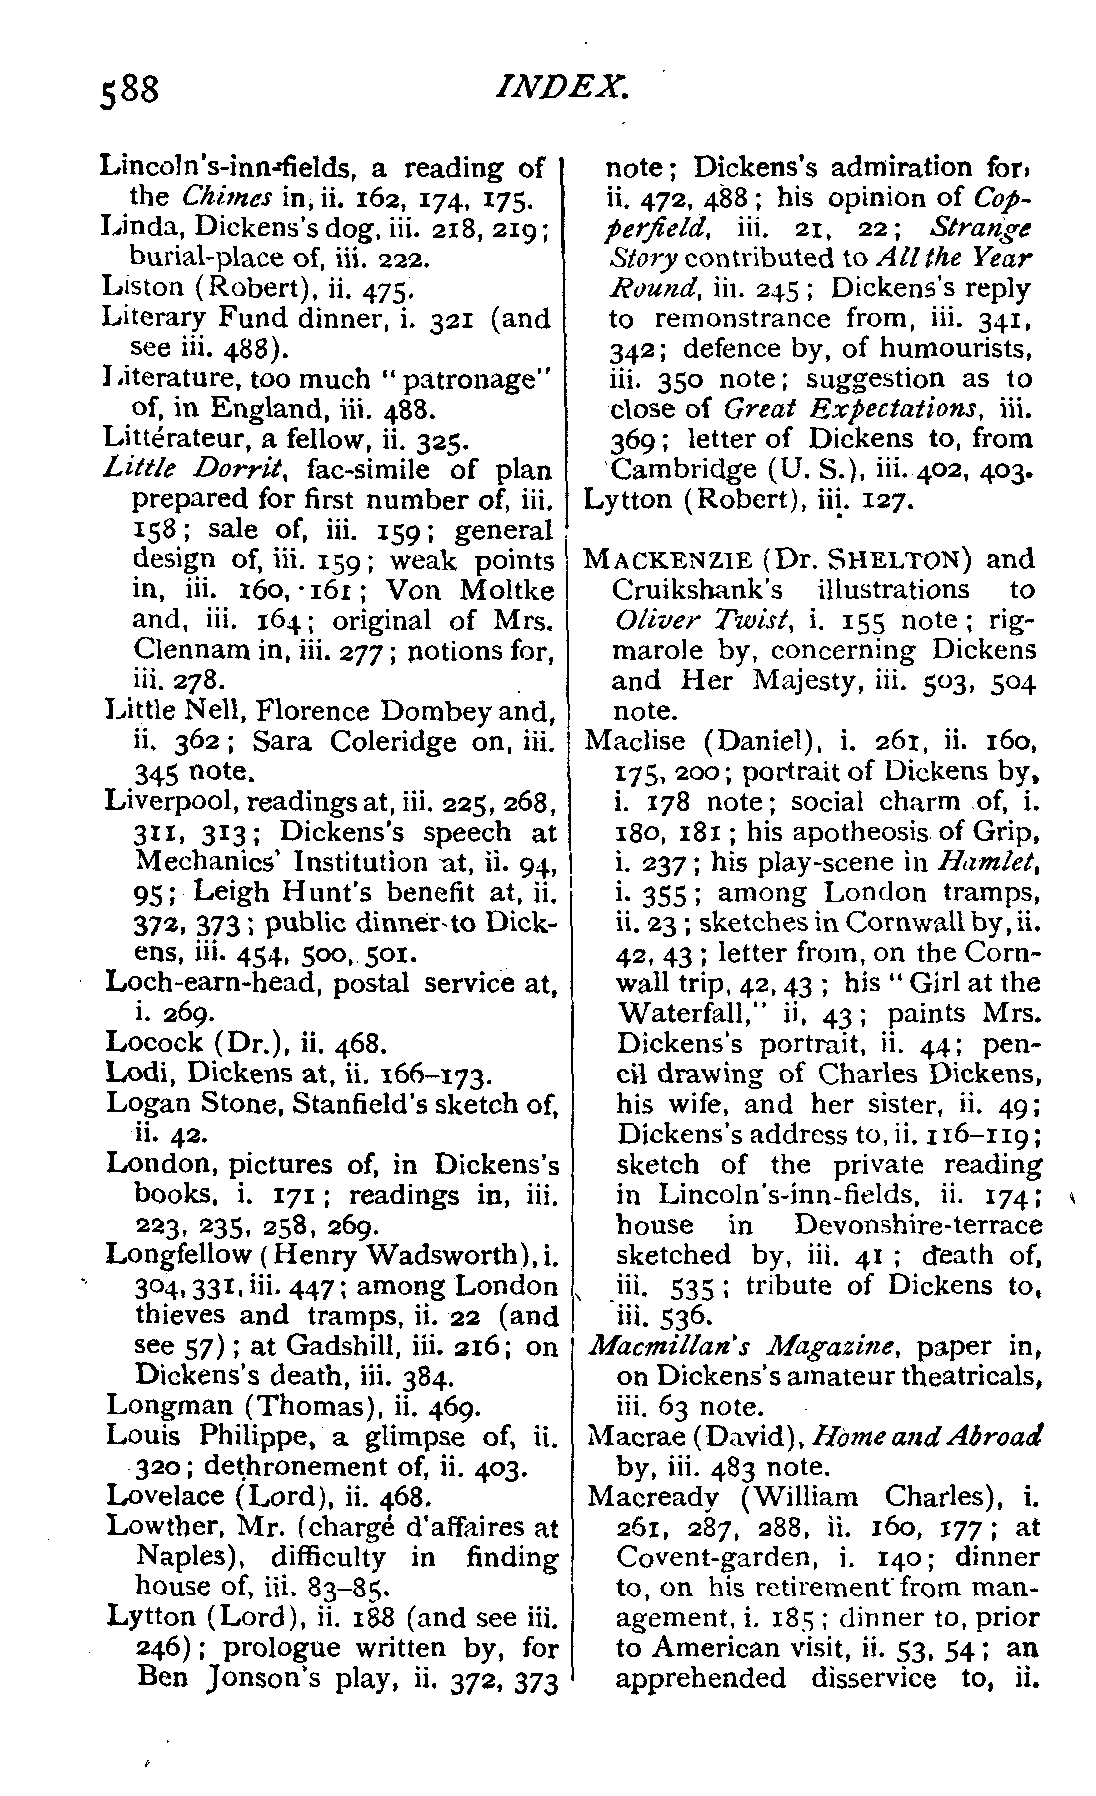 588
INDEX.
Lincoln's-inn-fields, a reading of
the Chimes in, ii. 162, 174, 175.
Linda, Dickens's dog, iii. 218, 219;
burial-place of, iii. 222.
Liston (Robert), ii. 475.
Literary Fund dinner, i. 321 (and
see iii. 488).
Literature, too much "patronage"
of, in England, iii. 488.
Littérateur, a fellow, ii. 325.
Little Dorrit, fac-simile of plan
prepared for first number of, iii.
158; sale of, iii. 159; general
design of, iii. 159; weak points
in, iii. 160, 161; Von Moltke
and, iii. 164; original of Mrs.
Clennam in, iii. 277; notions for,
iii. 278.
Little Nell, Florence Dombey and,
ii. 362; Sara Coleridge on, iii.
345 note.
Liverpool, readings at, iii. 225, 268,
311, 313; Dickens's speech at
Mechanics' Institution at, ii. 94,
95; Leigh Hunt's benefit at, ii.
372, 373; public dinner to Dick-
ens, iii. 454, 500, 501.
Loch-earn-head, postal service at,
i. 269.
Locock (Dr.), ii. 468.
Lodi, Dickens at, ii. 166–173.
Logan Stone, Stanfield's sketch of,
ii. 42.
London, pictures of, in Dickens's
books, i. 171; readings in, iii.
223, 235, 258, 269.
Longfellow (Henry Wadsworth), i.
304, 331, iii. 447; among London
thieves and tramps, ii. 22 (and
see 57); at Gadshill, iii. 216; on
Dickens's death, iii. 384.
Longman (Thomas), ii. 469.
Louis Philippe, a glimpse of, ii.
320; dethronement of, ii. 403.
Lovelace (Lord), ii. 468.
Lowther, Mr. (chargé d'affaires at
Naples), difficulty in finding
house of, iii. 83–85.
Lytton (Lord), ii. 188 (and see iii.
246); prologue written by, for
Ben Jonson's play, ii. 372, 373
note; Dickens's admiration for,
ii. 472, 488; his opinion of Cop-
perfield, iii. 21, 22; Strange
Story contributed to All the Year
Round, iii. 245; Dickens's reply
to remonstrance from, iii. 341,
342; defence by, of humourists,
iii. 350 note; suggestion as to
close of Great Expectations, iii.
369; letter of Dickens to, from
Cambridge (U. S.), iii. 402, 403.
Lytton (Robert), iii. 127.
MACKENZIE (Dr. SHELTON) and
Cruikshank's illustrations to
Oliver Twist, i. 155 note; rig-
marole by, concerning Dickens
and Her Majesty, iii. 503, 504
note.
Maclise (Daniel), i. 261, ii. 160,
175, 200; portrait of Dickens by,
i. 178 note; social charm of, i.
180, 181; his apotheosis of Grip,
i. 237; his play-scene in Hamlet,
i. 355; among London tramps,
ii. 23; sketches in Cornwall by, ii.
42, 43; letter from, on the Corn-
wall trip, 42, 43; his "Girl at the
Waterfall," ii, 43; paints Mrs.
Dickens's portrait, ii. 44; pen-
cil drawing of Charles Dickens,
his wife, and her sister, ii. 49;
Dickens's address to, ii. 116–119;
sketch of the private reading
in Lincoln's-inn-fields, ii. 174;
house in Devonshire-terrace
sketched by, iii. 41; death of,
iii. 535; tribute of Dickens to,
iii. 536.
Macmillan's Magazine, paper in,
on Dickens's amateur theatricals,
iii. 63 note.
Macrae (David), Home and Abroad
by, iii. 483 note.
Macready (William Charles), i.
261, 287, 288, ii. 160, 177; at
Covent-garden, i. 140; dinner
to, on his retirement from man-
agement, i. 185; dinner to, prior
to American visit, ii. 53, 54; an
apprehended disservice to, ii.